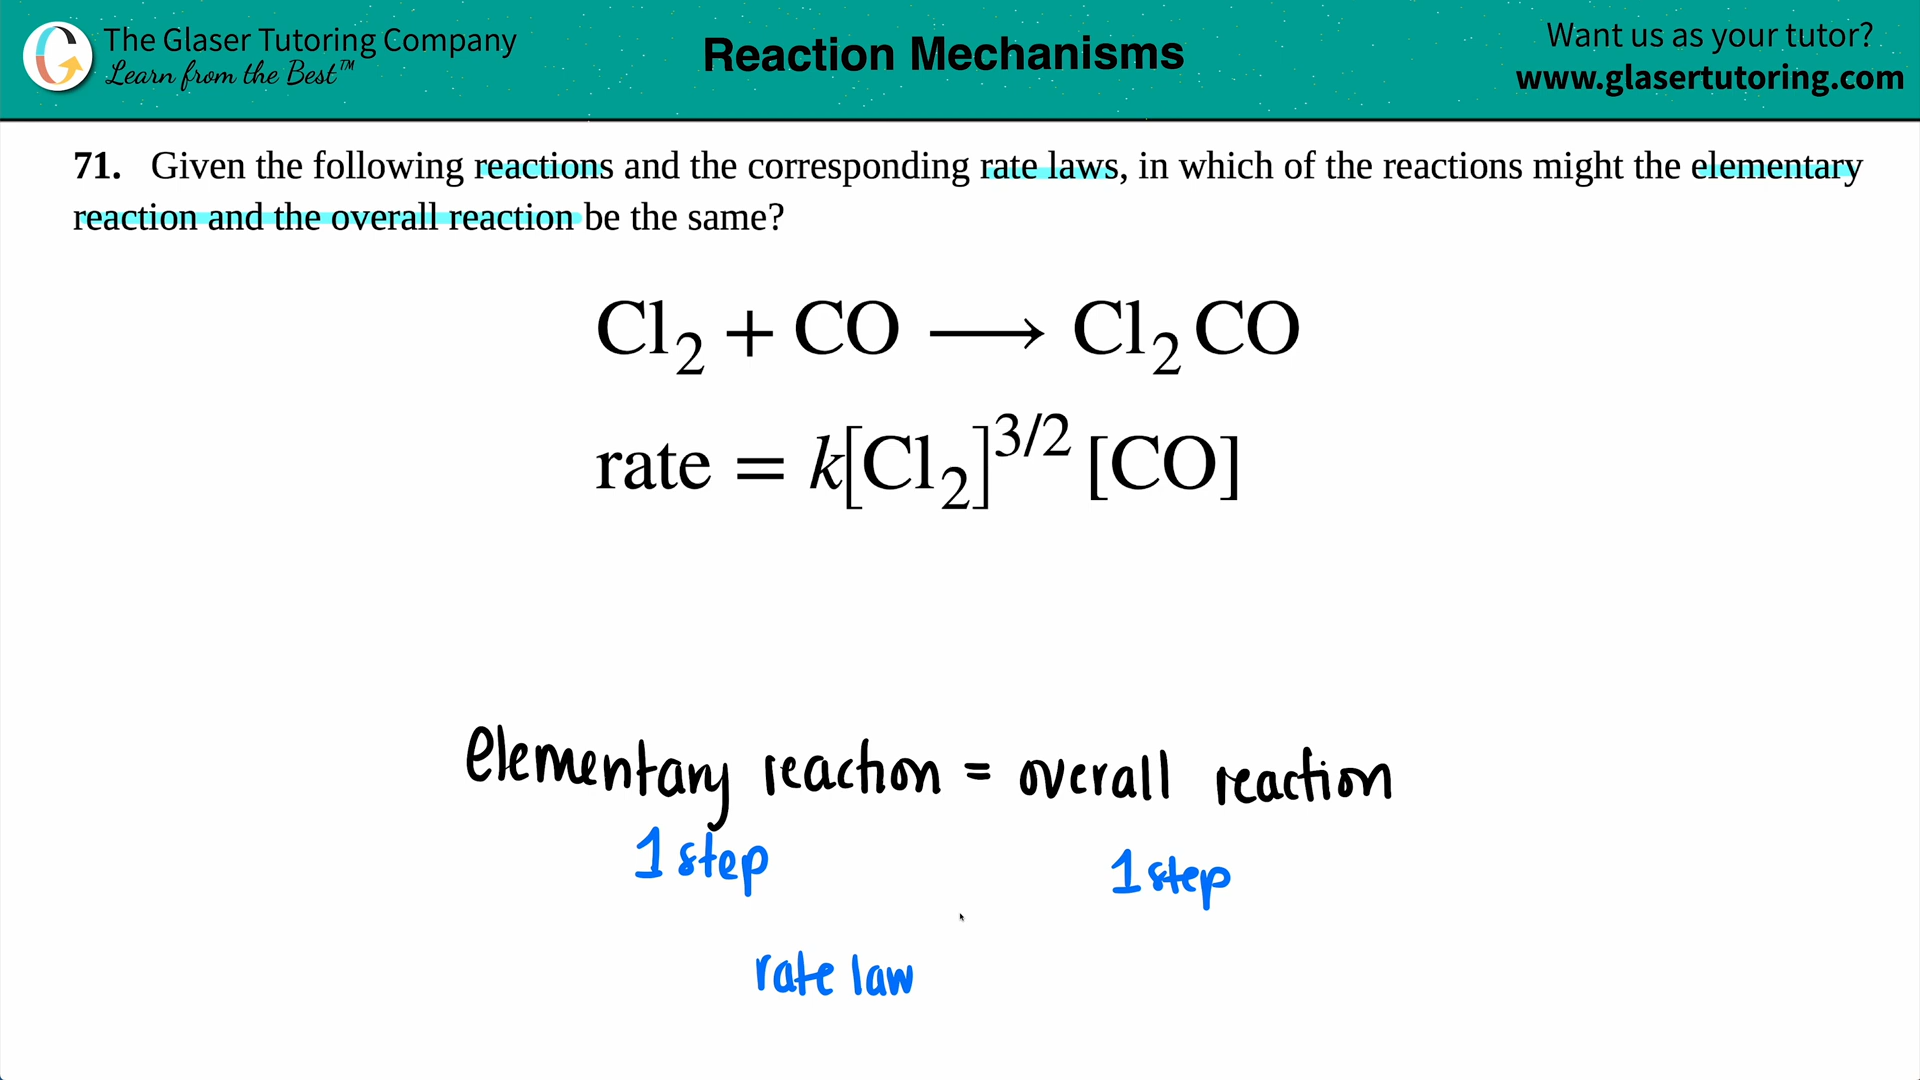 The Glaser Tutoring Company
Learn from the Best™
Reaction Mechanisms
Want us as your tutor?
www.glasertutoring.com
71. Given the following reactions and the corresponding rate laws, in which of the reactions might the elementary
reaction and the overall reaction be the same?
Cl₂ + CO ⟶ Cl₂CO
rate = k[Cl₂]^3/2 [CO]
elementary reaction = overall reaction
1 step 1 step
rate law